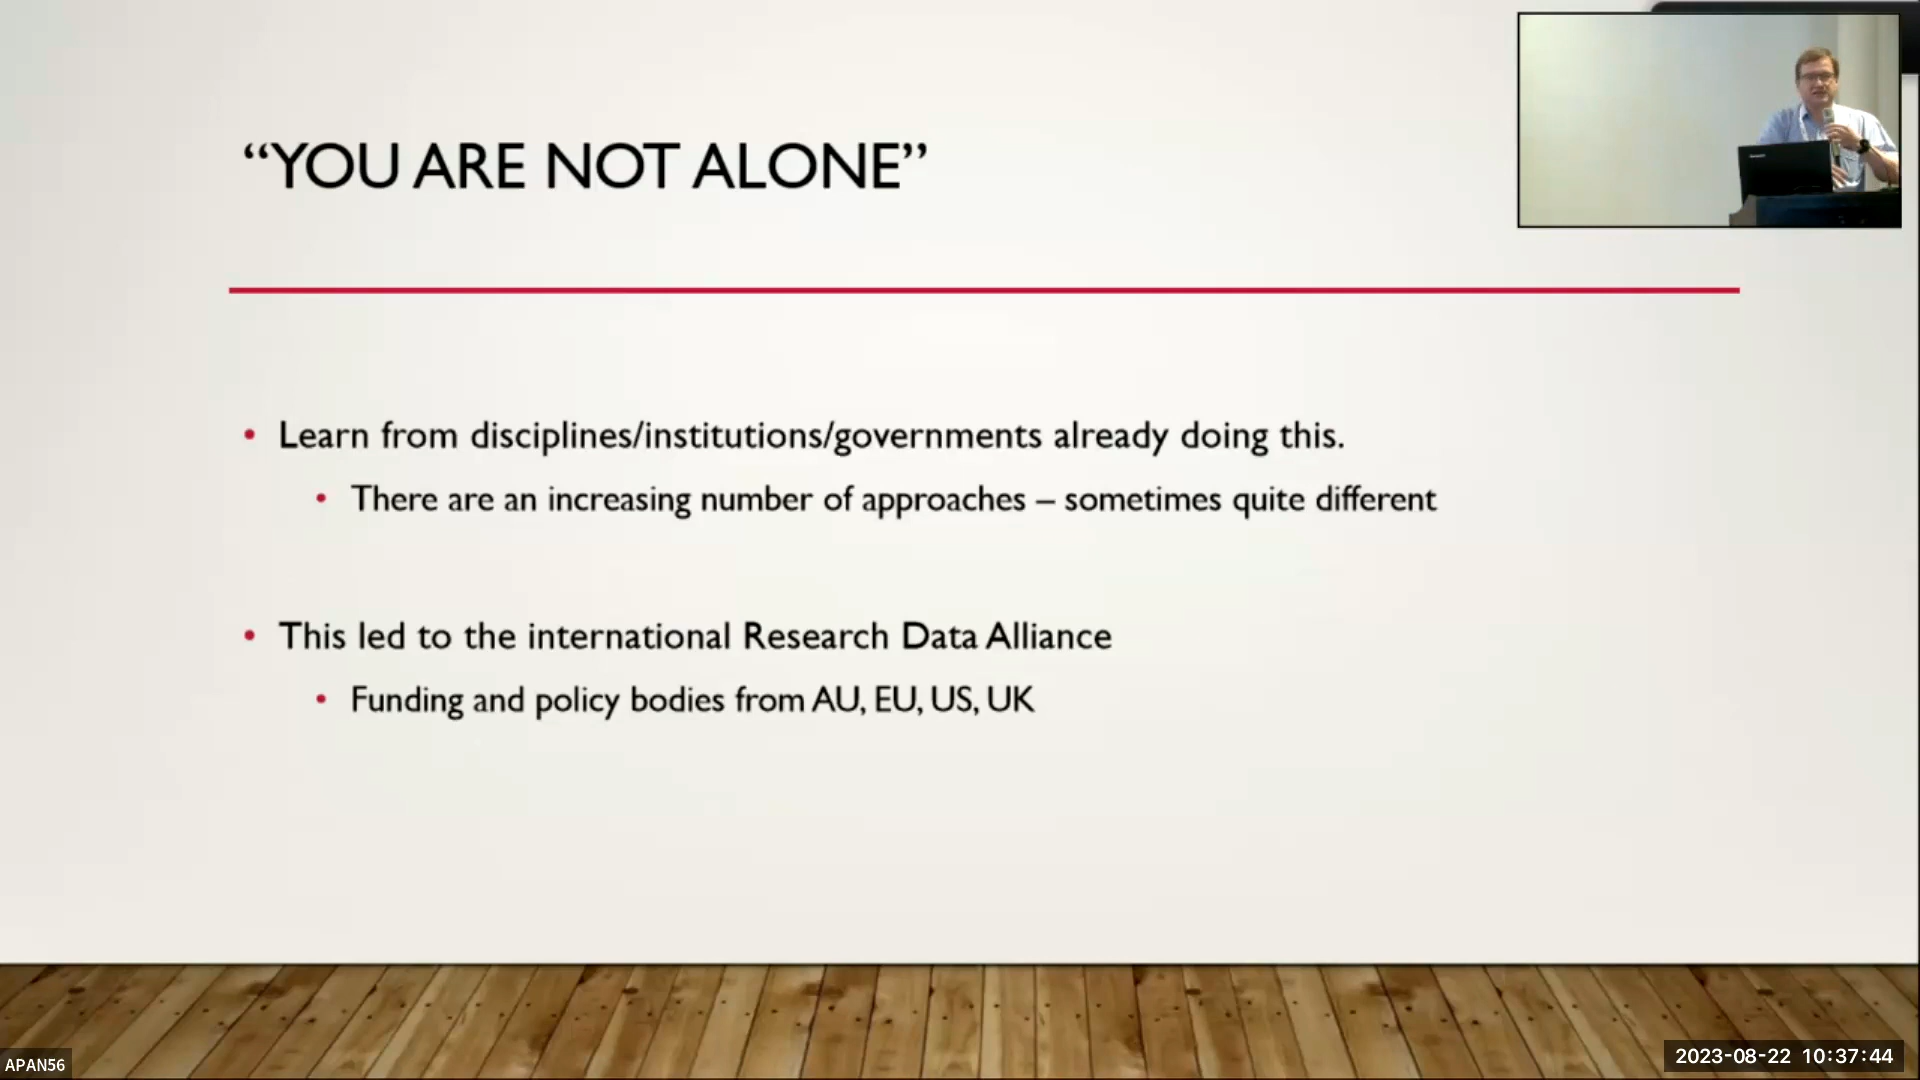 “YOU ARE NOT ALONE”
• Learn from disciplines/institutions/governments already doing this.
• There are an increasing number of approaches – sometimes quite different
• This led to the international Research Data Alliance
• Funding and policy bodies from AU, EU, US, UK
APAN56
2023-08-22 10:37:44